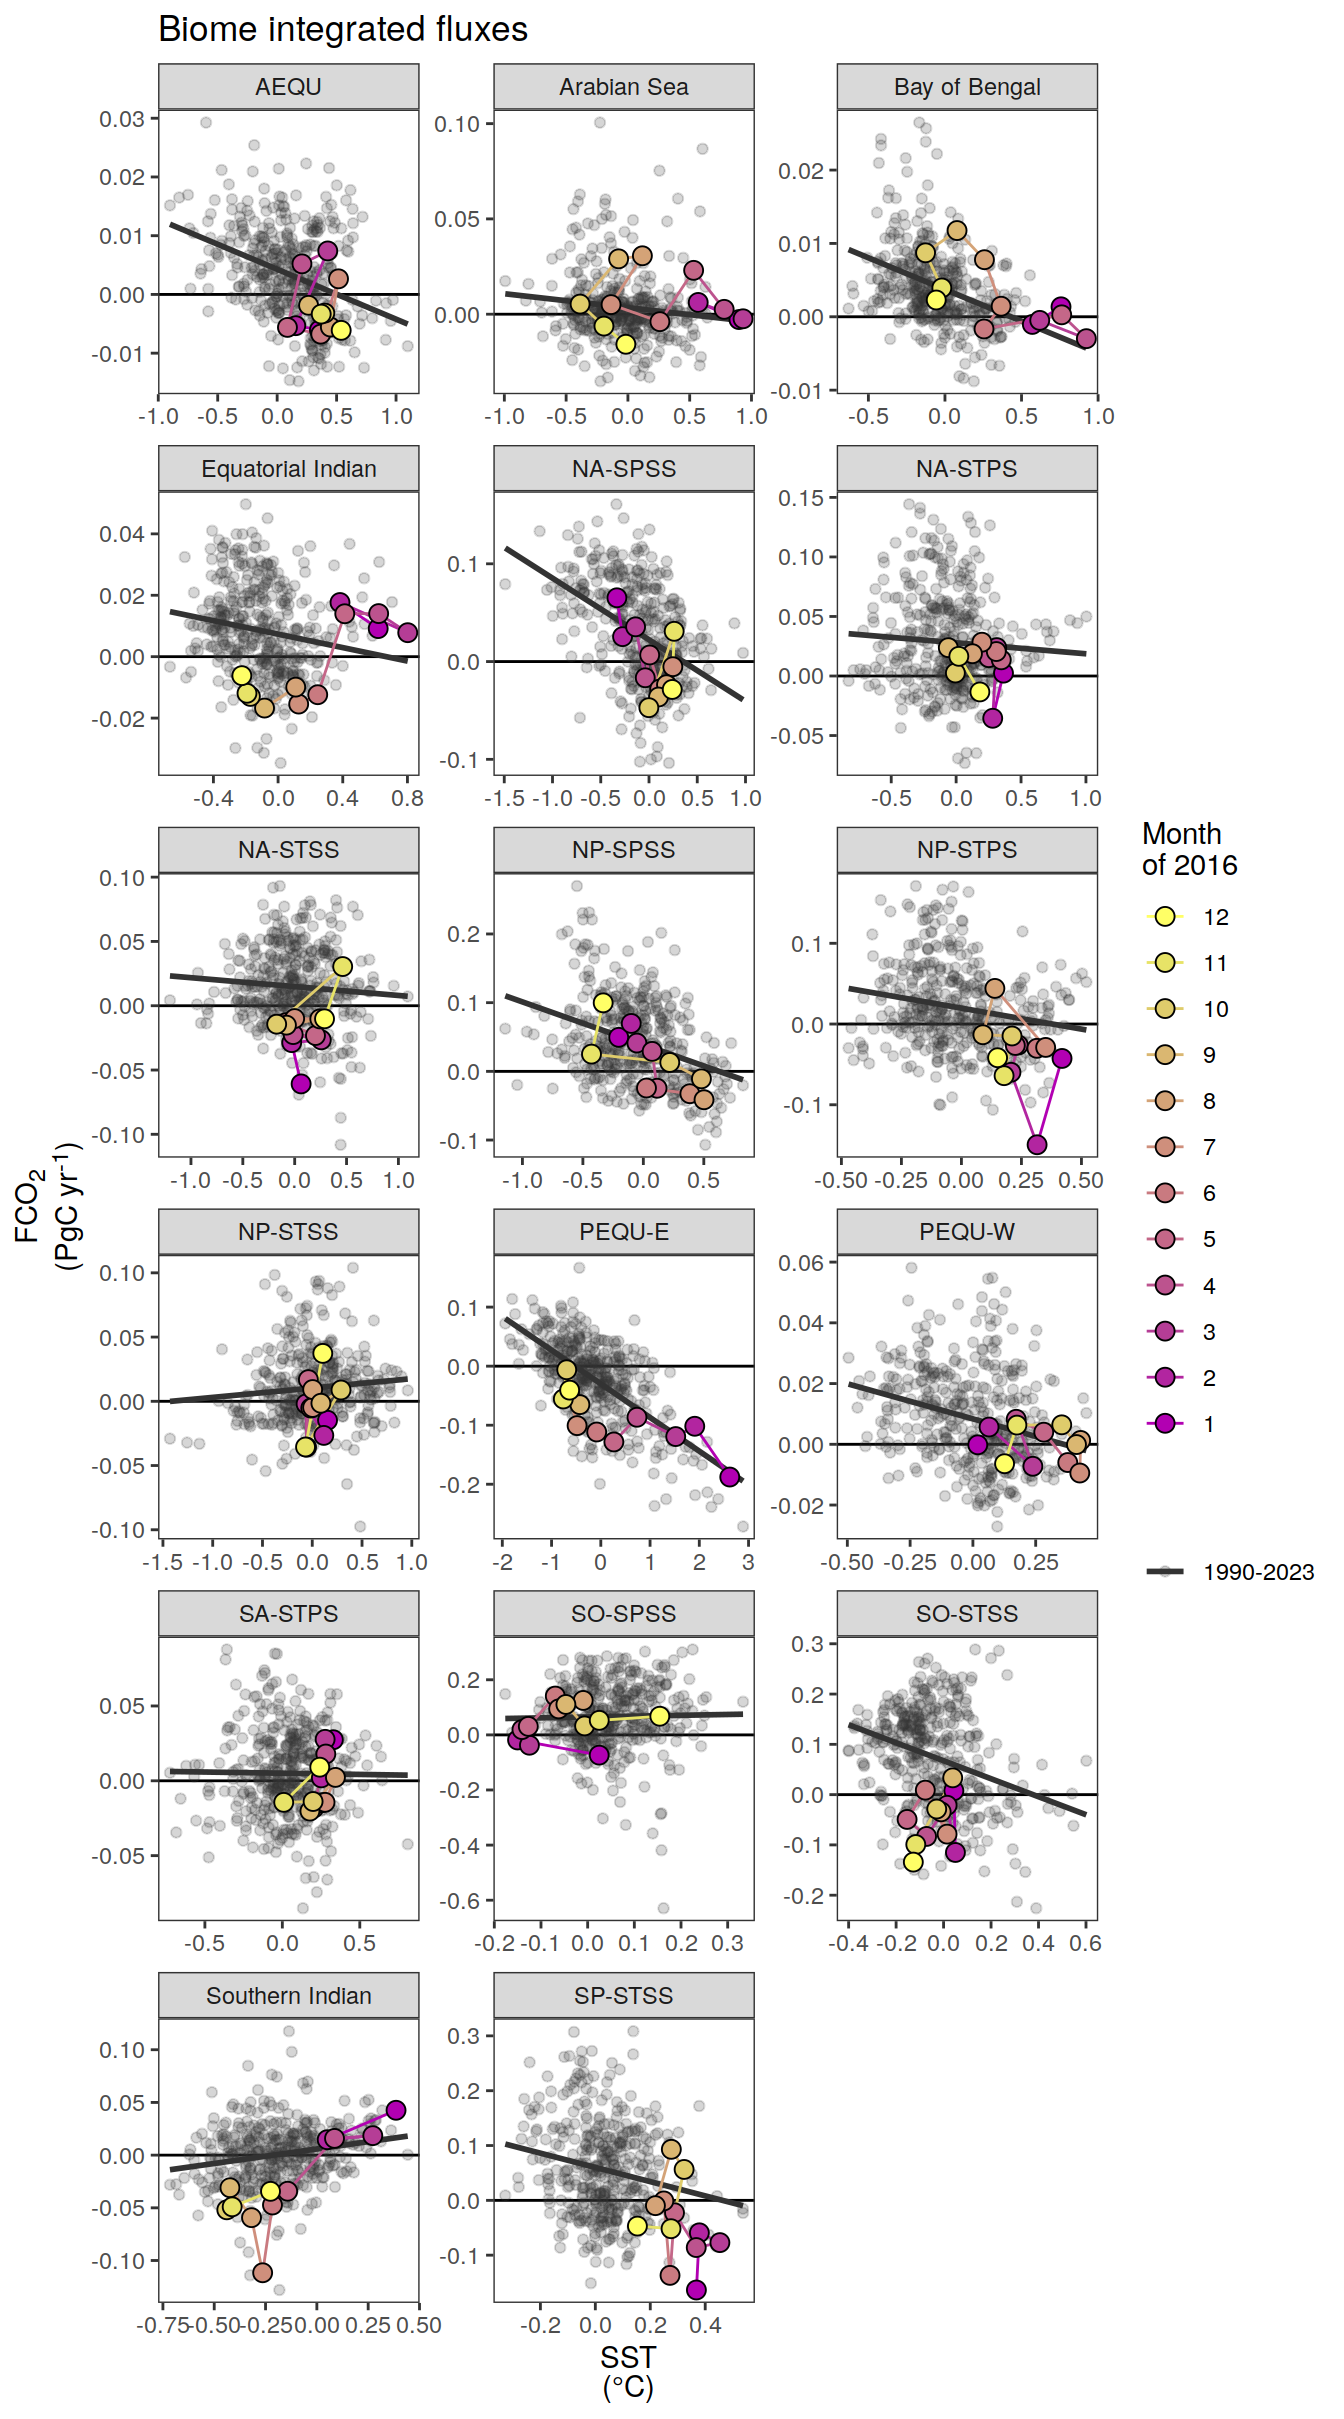 Biome integrated fluxes
AEQU Arabian Sea Bay of Bengal
0.03 0.02 0.01 0.00 -0.01
0.10 0.05 0.00
0.02 0.01 0.00 -0.01
-1.0 -0.5 0.0 0.5 1.0
-1.0 -0.5 0.0 0.5 1.0
-0.5 0.0 0.5 1.0
Equatorial Indian NA-SPSS NA-STPS
0.04 0.02 0.00 -0.02
0.1 0.0 -0.1
0.15 0.10 0.05 0.00 -0.05
-0.4 0.0 0.4 0.8
-1.5 -1.0 -0.5 0.0 0.5 1.0
-0.5 0.0 0.5 1.0
NA-STSS NP-SPSS NP-STPS
0.10 0.05 0.00 -0.05 -0.10
0.2 0.1 0.0 -0.1
0.1 0.0 -0.1
-1.0 -0.5 0.0 0.5 1.0
-1.0 -0.5 0.0 0.5
-0.50 -0.25 0.00 0.25 0.50
NP-STSS PEQU-E PEQU-W
0.10 0.05 0.00 -0.05 -0.10
0.1 0.0 -0.1 -0.2
0.06 0.04 0.02 0.00 -0.02
-1.5 -1.0 -0.5 0.0 0.5 1.0
-2 -1 0 1 2 3
-0.50 -0.25 0.00 0.25
SA-STPS SO-SPSS SO-STSS
0.05 0.00 -0.05
0.2 0.0 -0.2 -0.4 -0.6
0.3 0.2 0.1 0.0 -0.1 -0.2
-0.5 0.0 0.5
-0.2 -0.1 0.0 0.1 0.2 0.3
-0.4 -0.2 0.0 0.2 0.4 0.6
Southern Indian SP-STSS
0.10 0.05 0.00 -0.05 -0.10
0.3 0.2 0.1 0.0 -0.1
-0.75 -0.50 -0.25 0.00 0.25 0.50
-0.2 0.0 0.2 0.4
FCO₂
(PgC yr⁻¹)
SST
(°C)
Month
of 2016
12
11
10
9
8
7
6
5
4
3
2
1
1990-2023